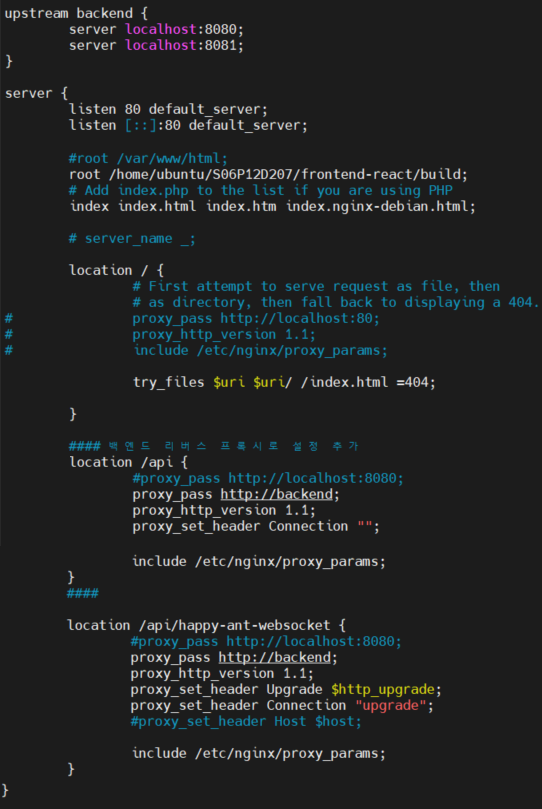 upstream backend {
server localhost:8080;
server localhost:8081;
}
server {
listen 80 default_server;
listen [::]:80 default_server;
#root /var/www/html;
root /home/ubuntu/S06P12D207/frontend-react/build;
# Add index.php to the list if you are using PHP
index index.html index.htm index.nginx-debian.html;
# server_name _;
location / {
# First attempt to serve request as file, then
# as directory, then fall back to displaying a 404.
# proxy_pass http://localhost:80;
# proxy_http_version 1.1;
# include /etc/nginx/proxy_params;
try_files $uri $uri/ /index.html =404;
}
#### 백엔드 리버스 프록시로 설정 추가
location /api {
#proxy_pass http://localhost:8080;
proxy_pass http://backend;
proxy_http_version 1.1;
proxy_set_header Connection "";
include /etc/nginx/proxy_params;
}
####
location /api/happy-ant-websocket {
#proxy_pass http://localhost:8080;
proxy_pass http://backend;
proxy_http_version 1.1;
proxy_set_header Upgrade $http_upgrade;
proxy_set_header Connection "upgrade";
#proxy_set_header Host $host;
include /etc/nginx/proxy_params;
}
}